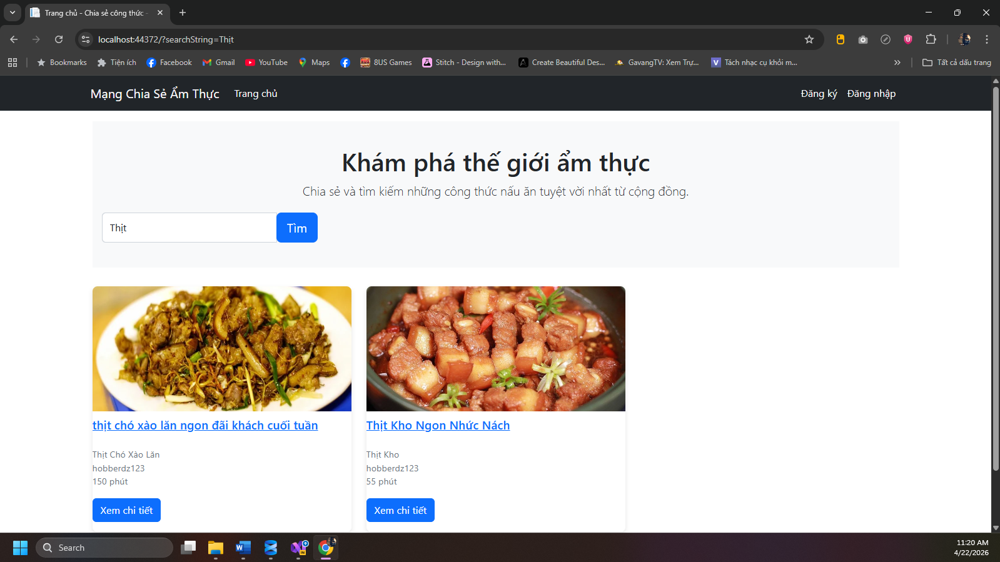 Trang chủ - Chia sẻ công thức -
localhost:44372/?searchString=Thịt
Bookmarks
Tiện ích
Facebook
Gmail
YouTube
Maps
8US Games
Stitch - Design with...
Create Beautiful Des...
GavangTV: Xem Trự...
Tách nhạc cụ khỏi m...
Tất cả dấu trang
Mạng Chia Sẻ Ẩm Thực
Trang chủ
Đăng ký
Đăng nhập
Khám phá thế giới ẩm thực
Chia sẻ và tìm kiếm những công thức nấu ăn tuyệt vời nhất từ cộng đồng.
Thịt
Tìm
thịt chó xào lăn ngon đãi khách cuối tuần
Thịt Chó Xào Lăn
hobberdz123
150 phút
Xem chi tiết
Thịt Kho Ngon Nhức Nách
Thịt Kho
hobberdz123
55 phút
Xem chi tiết
Search
11:20 AM
4/22/2026